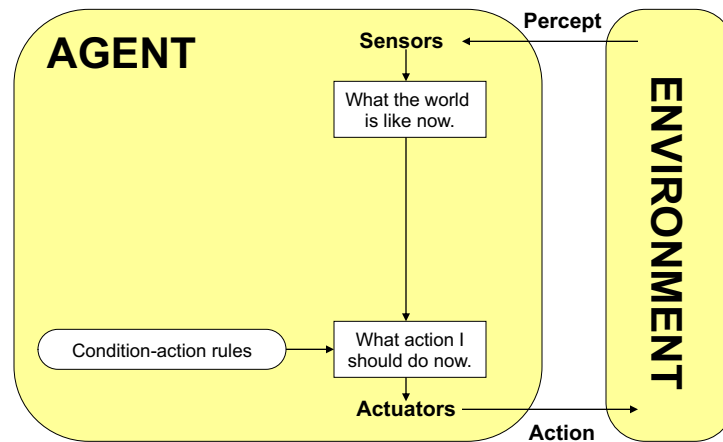 AGENT
Percept
Sensors
What the world
is like now.
ENVIRONMENT
Condition-action rules
What action I
should do now.
Actuators
Action